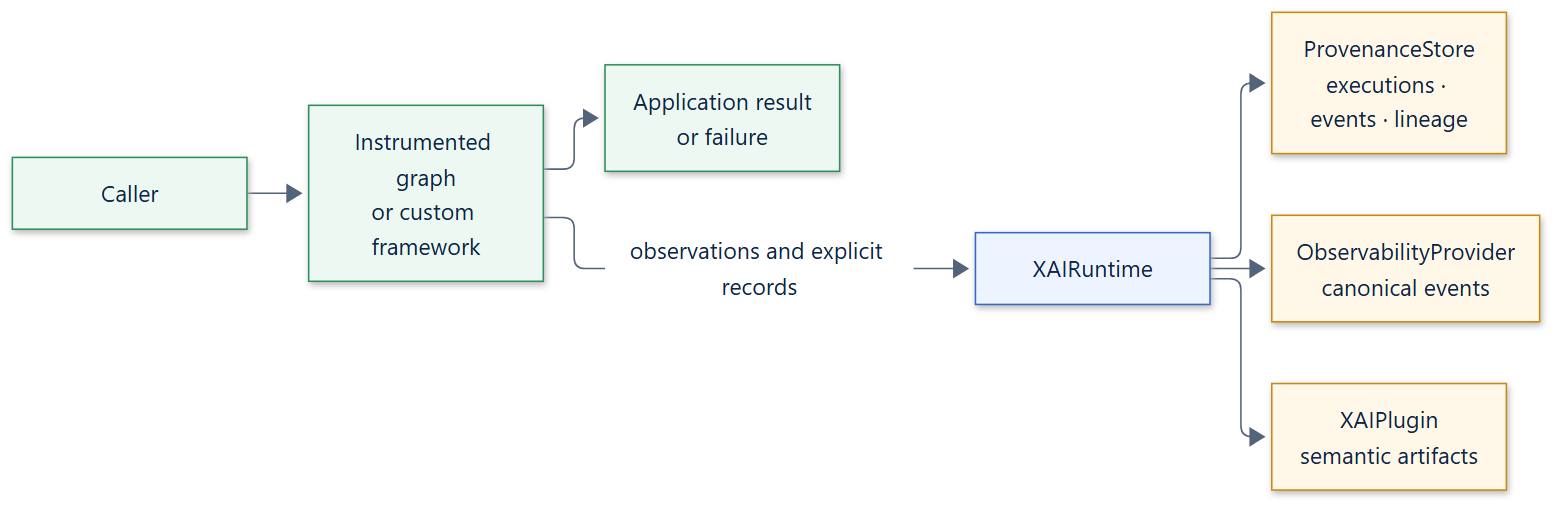 Caller
Instrumented
graph
or custom
framework
Application result
or failure
observations and explicit
records
XAIRuntime
ProvenanceStore
executions ·
events · lineage
ObservabilityProvider
canonical events
XAIPlugin
semantic artifacts